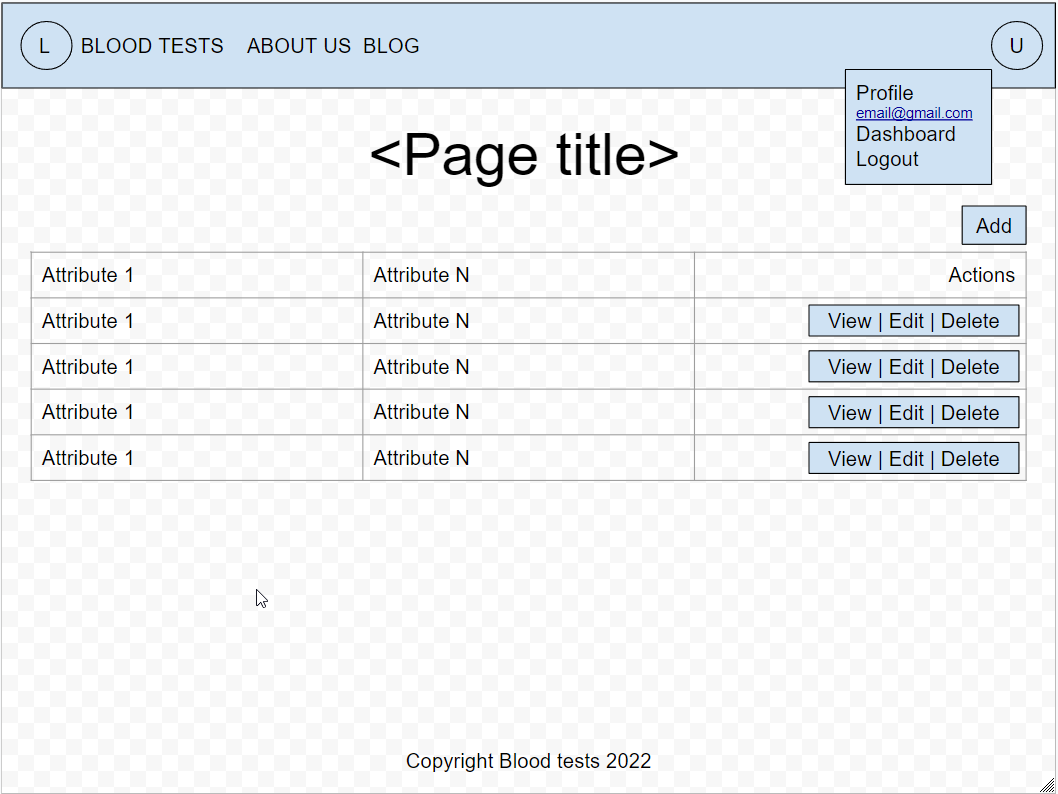 L BLOOD TESTS ABOUT US BLOG U
Profile
email@gmail.com
Dashboard
Logout
<Page title>
Add
Attribute 1 Attribute N Actions
Attribute 1 Attribute N View | Edit | Delete
Attribute 1 Attribute N View | Edit | Delete
Attribute 1 Attribute N View | Edit | Delete
Attribute 1 Attribute N View | Edit | Delete
Copyright Blood tests 2022